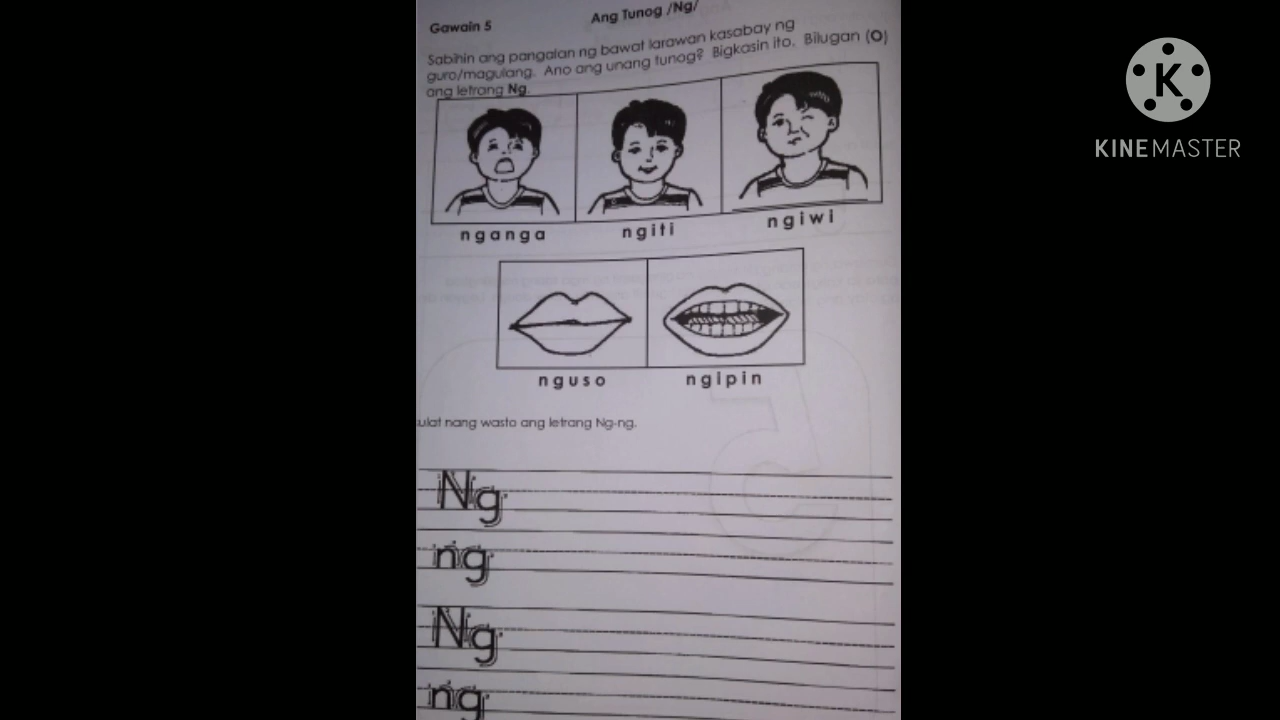 Gawain 5
Ang Tunog /Ng/
Sabihin ang pangalan ng bawat larawan kasabay ng
guro/magulang. Ano ang unang tunog? Bigkasin ito. Bilugan (O)
ang letrang Ng.
nganga
ngiti
ngiwi
nguso
ngipin
ulat nang wasto ang letrang Ng-ng.
Ng
ng
Ng
ng
5
K
KINEMASTER